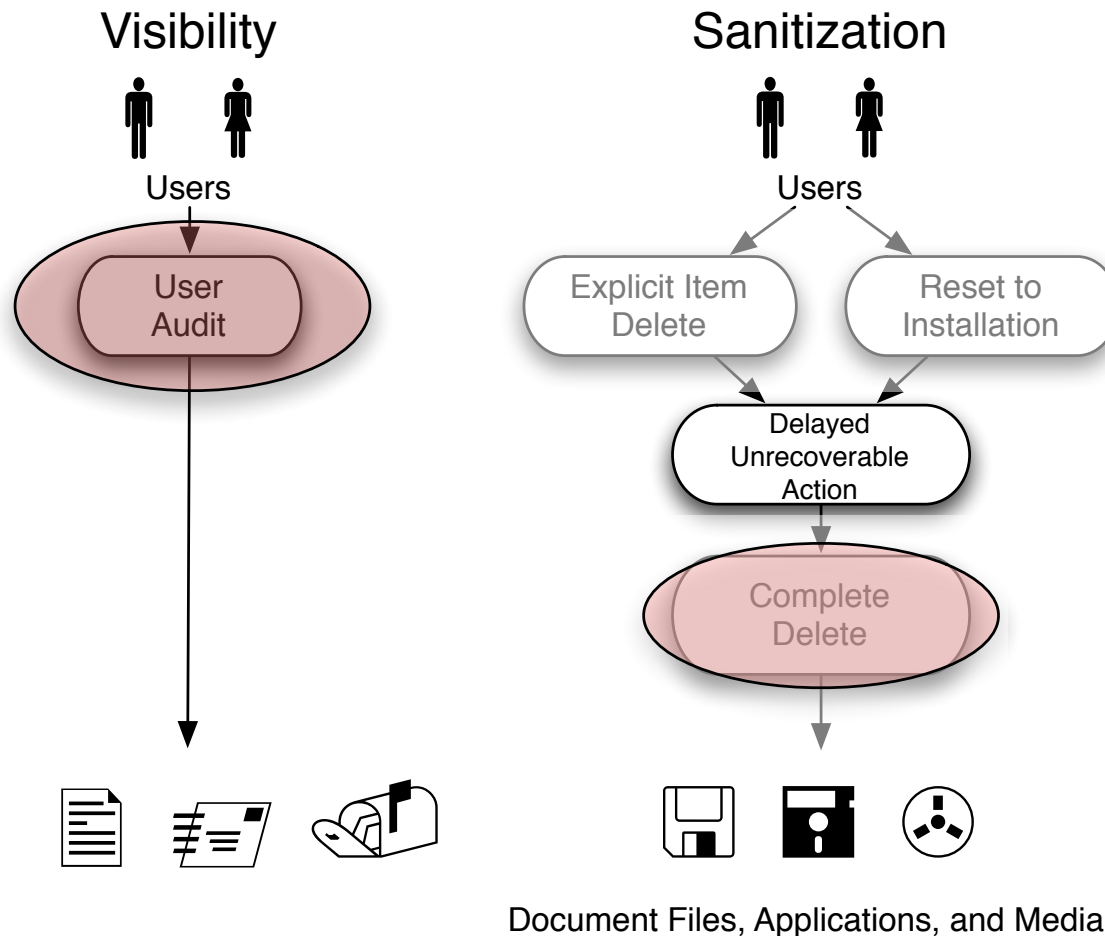 Visibility
Users
User
Audit
Sanitization
Users
Explicit Item
Delete
Reset to
Installation
Delayed
Unrecoverable
Action
Complete
Delete
Document Files, Applications, and Media